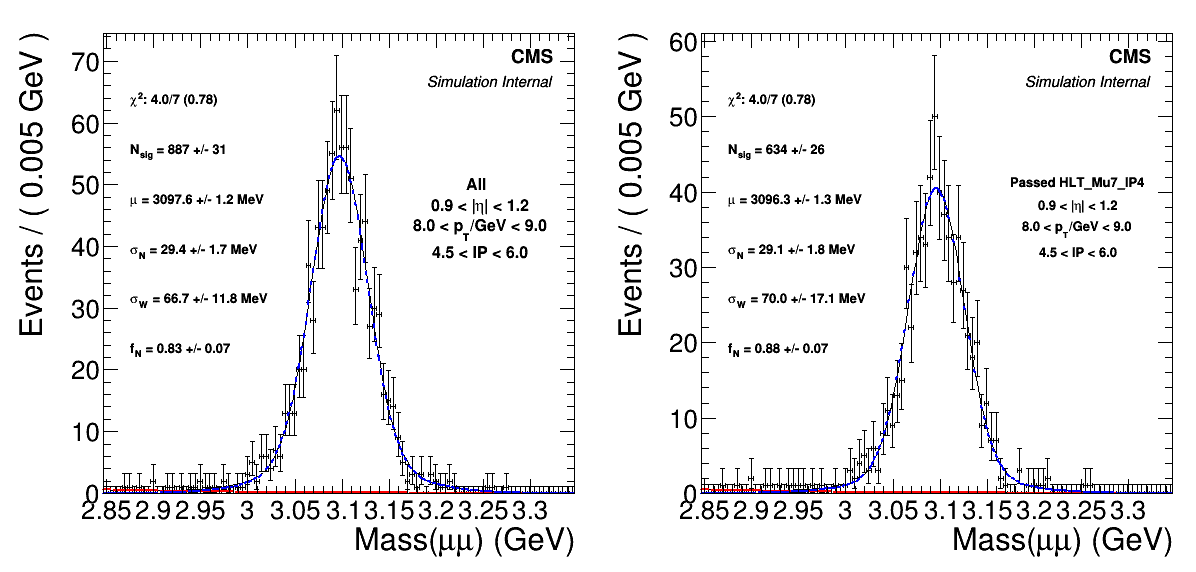 Events / ( 0.005 GeV )
70
60
50
40
30
20
10
0
CMS
Simulation Internal
χ²: 4.0/7 (0.78)
N_sig = 887 +/- 31
μ = 3097.6 +/- 1.2 MeV
σ_N = 29.4 +/- 1.7 MeV
σ_W = 66.7 +/- 11.8 MeV
f_N = 0.83 +/- 0.07
All
0.9 < |η| < 1.2
8.0 < p_T/GeV < 9.0
4.5 < IP < 6.0
2.85 2.9 2.95 3 3.05 3.1 3.15 3.2 3.25 3.3
Mass(μμ) (GeV)
Events / ( 0.005 GeV )
60
50
40
30
20
10
0
CMS
Simulation Internal
χ²: 4.0/7 (0.78)
N_sig = 634 +/- 26
μ = 3096.3 +/- 1.3 MeV
σ_N = 29.1 +/- 1.8 MeV
σ_W = 70.0 +/- 17.1 MeV
f_N = 0.88 +/- 0.07
Passed HLT_Mu7_IP4
0.9 < |η| < 1.2
8.0 < p_T/GeV < 9.0
4.5 < IP < 6.0
2.85 2.9 2.95 3 3.05 3.1 3.15 3.2 3.25 3.3
Mass(μμ) (GeV)